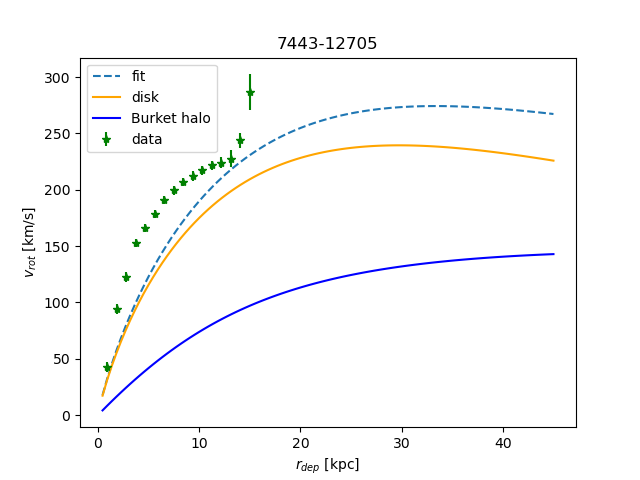 7443-12705
fit
disk
Burket halo
data
300
250
200
150
100
50
0
v_rot [km/s]
0 10 20 30 40
r_dep [kpc]